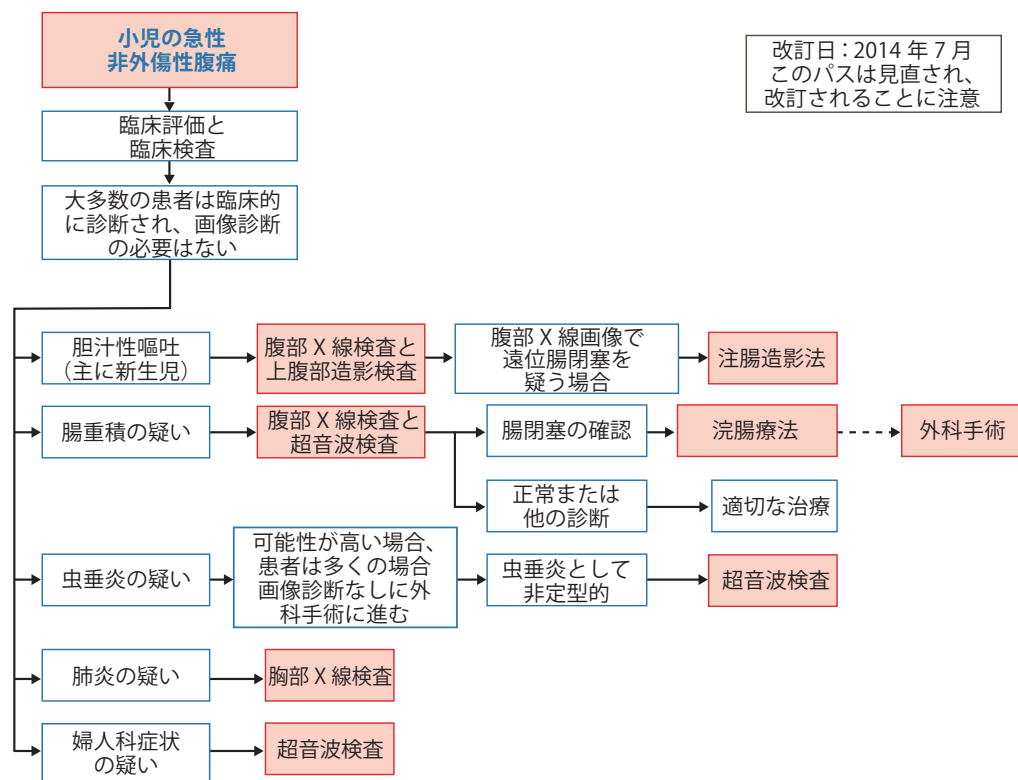 小児の急性
非外傷性腹痛
改訂日：2014 年 7 月
このパスは見直され、
改訂されることに注意
臨床評価と
臨床検査
大多数の患者は臨床的
に診断され、画像診断
の必要はない
胆汁性嘔吐
（主に新生児）
腹部 X 線検査と
上腹部造影検査
腹部 X 線画像で
遠位腸閉塞を
疑う場合
注腸造影法
腸重積の疑い
腹部 X 線検査と
超音波検査
腸閉塞の確認
浣腸療法
外科手術
正常または
他の診断
適切な治療
虫垂炎の疑い
可能性が高い場合、
患者は多くの場合
画像診断なしに外
科手術に進む
虫垂炎として
非定型的
超音波検査
肺炎の疑い
胸部 X 線検査
婦人科症状
の疑い
超音波検査